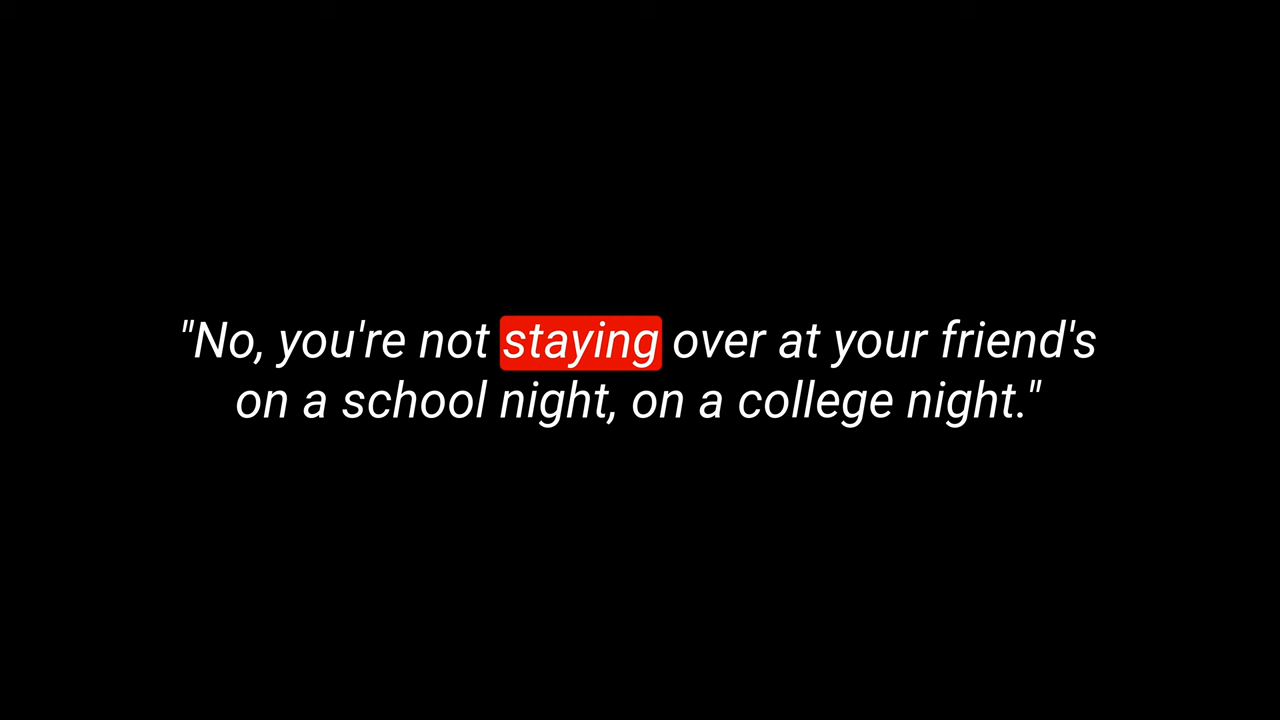 "No, you're not staying over at your friend's
on a school night, on a college night."